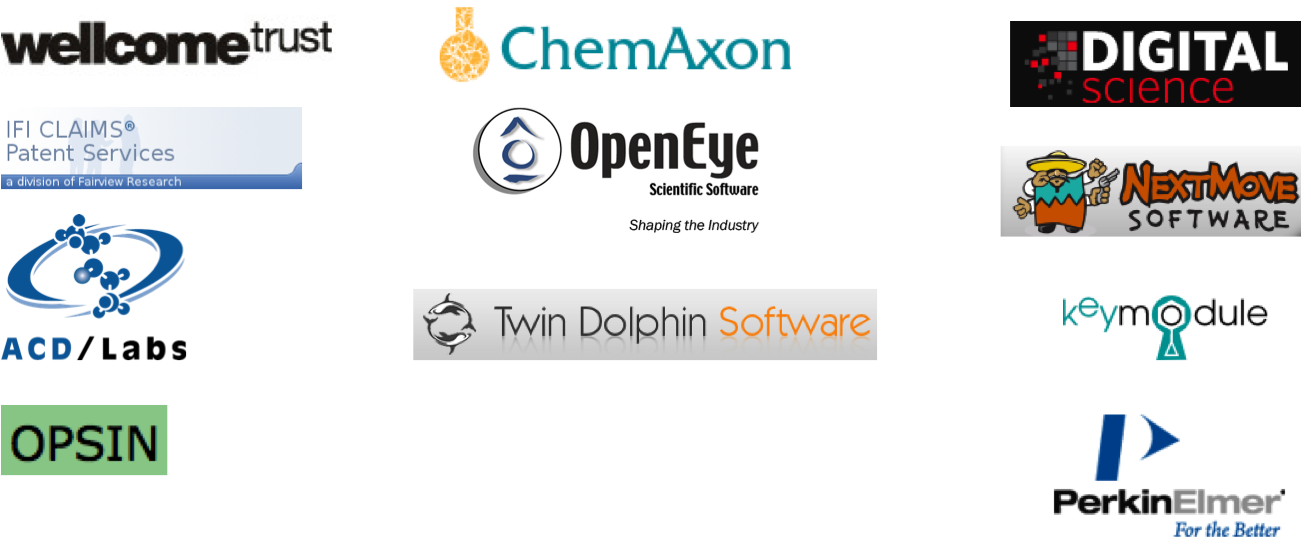 wellcometrust
ChemAxon
DIGITAL
science
IFI CLAIMS®
Patent Services
a division of Fairview Research
OpenEye
Scientific Software
Shaping the Industry
NEXTMOVE
SOFTWARE
ACD/Labs
Twin Dolphin Software
keymodule
OPSIN
PerkinElmer
For the Better